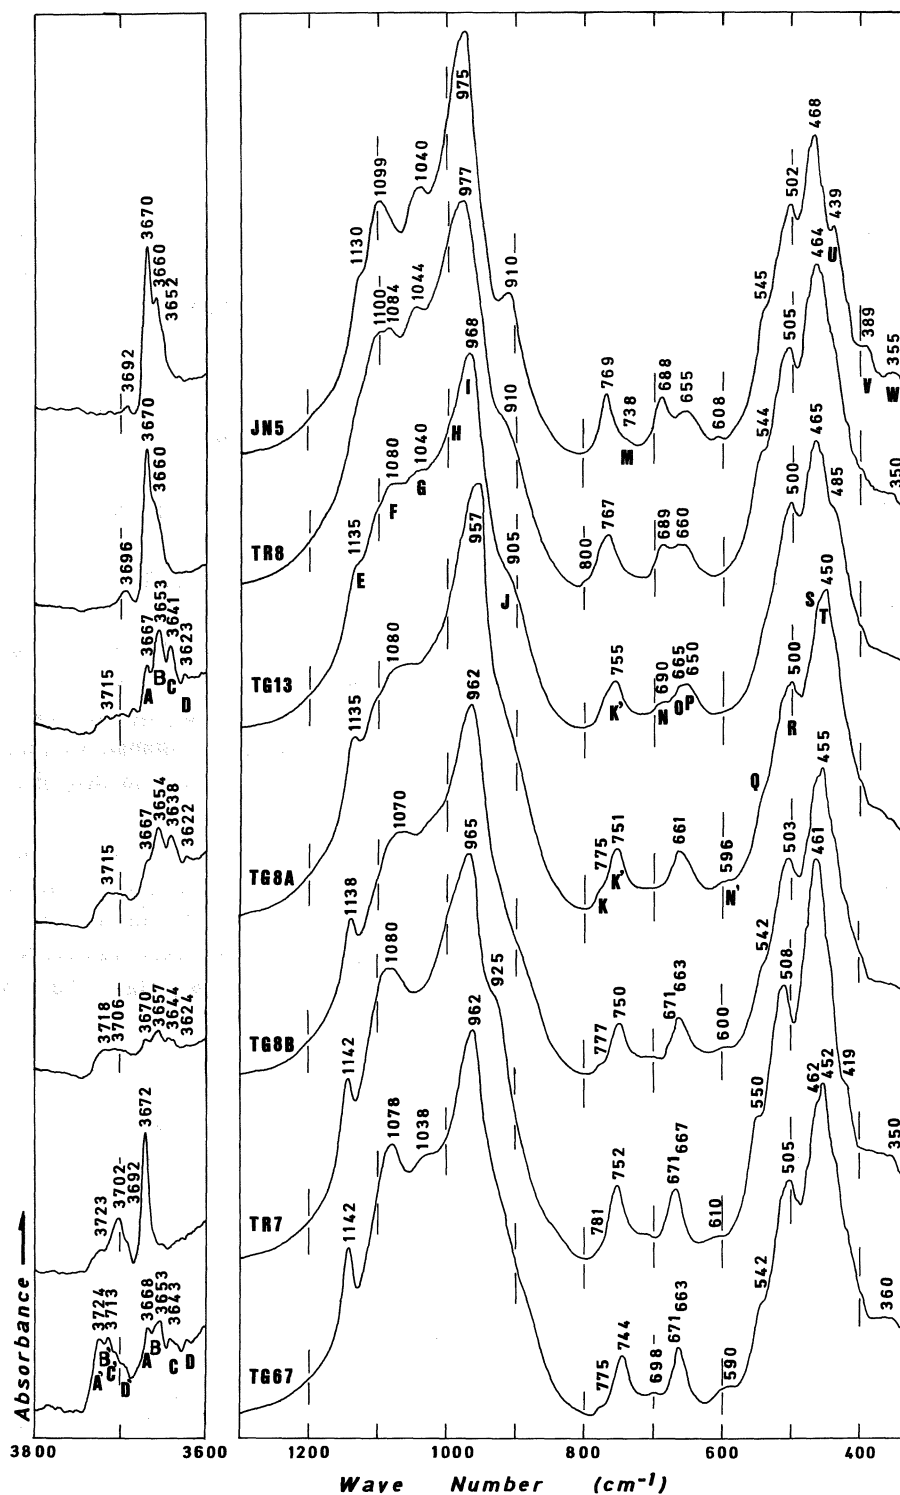 JN5
3692
3670
3660
3652
1130
1099
1040
975
910
769
738
M
688
655
608
545
502
468
439
U
389
V
355
W
TR8
3696
3670
3660
1100
1084
1044
977
910
800
767
689
660
544
505
464
350
TG13
3715
3667
3653
3641
3623
A
B
C
D
1135
E
1080
F
1040
G
H
968
I
905
J
755
K'
690
N
665
O
650
P
500
465
485
TG8A
3715
3667
3654
3638
3622
1135
1080
957
775
K
751
K'
661
596
N'
Q
500
R
S
450
T
TG8B
3718
3706
3670
3657
3644
3624
1138
1070
962
777
750
671
663
600
542
503
455
TR7
3723
3702
3692
3672
1142
1080
965
925
781
752
671
667
610
550
508
461
419
350
TG67
3724
3713
3668
3653
3643
A'
B'
C'
D'
A
B
C
D
1142
1078
1038
962
775
744
698
671
663
590
542
505
462
452
360
Absorbance
3800 3600 1200 1000 800 600 400
Wave Number (cm⁻¹)